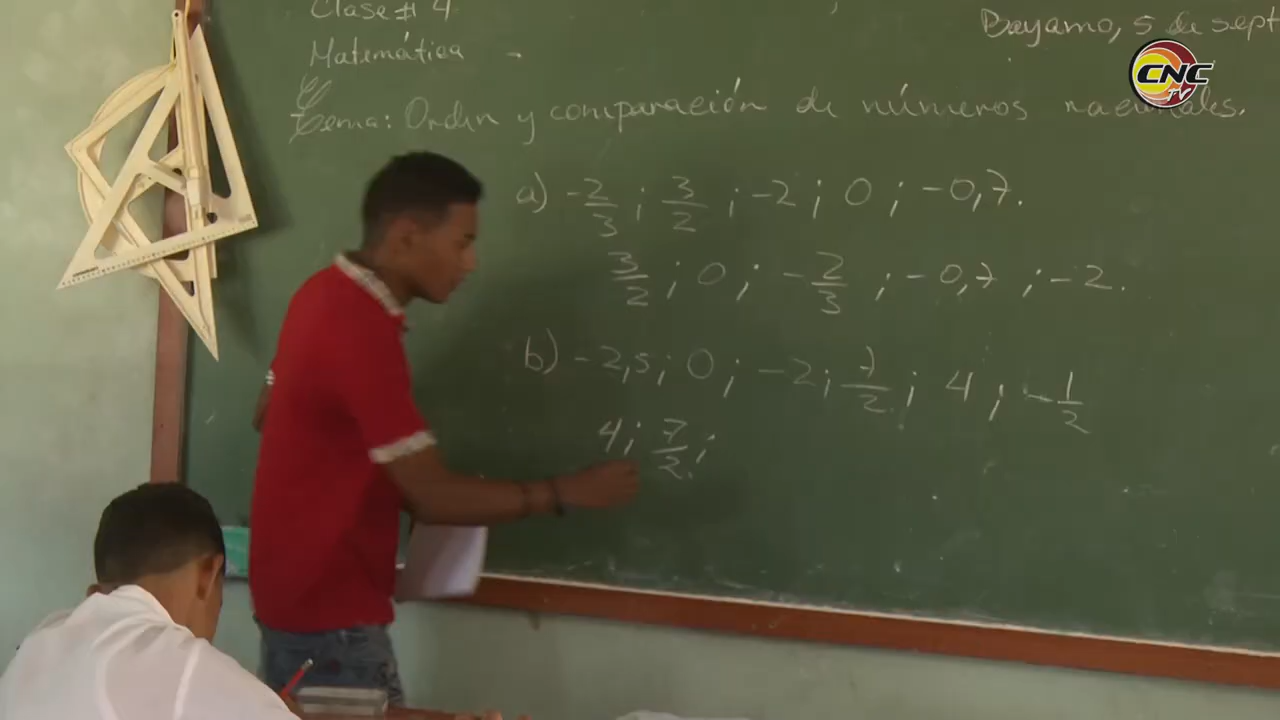 Clase # 4
Bayamo, 5 de sept
Matemática
CNC TV
Tema: Orden y comparación de números racionales.
a) -2/3 ; 3/2 ; -2 ; 0 ; -0,7.
3/2 ; 0 ; -2/3 ; -0,7 ; -2.
b) -2,5 ; 0 ; -2 ; 7/2 ; 4 ; -1/2
4 ; 7/2 ;